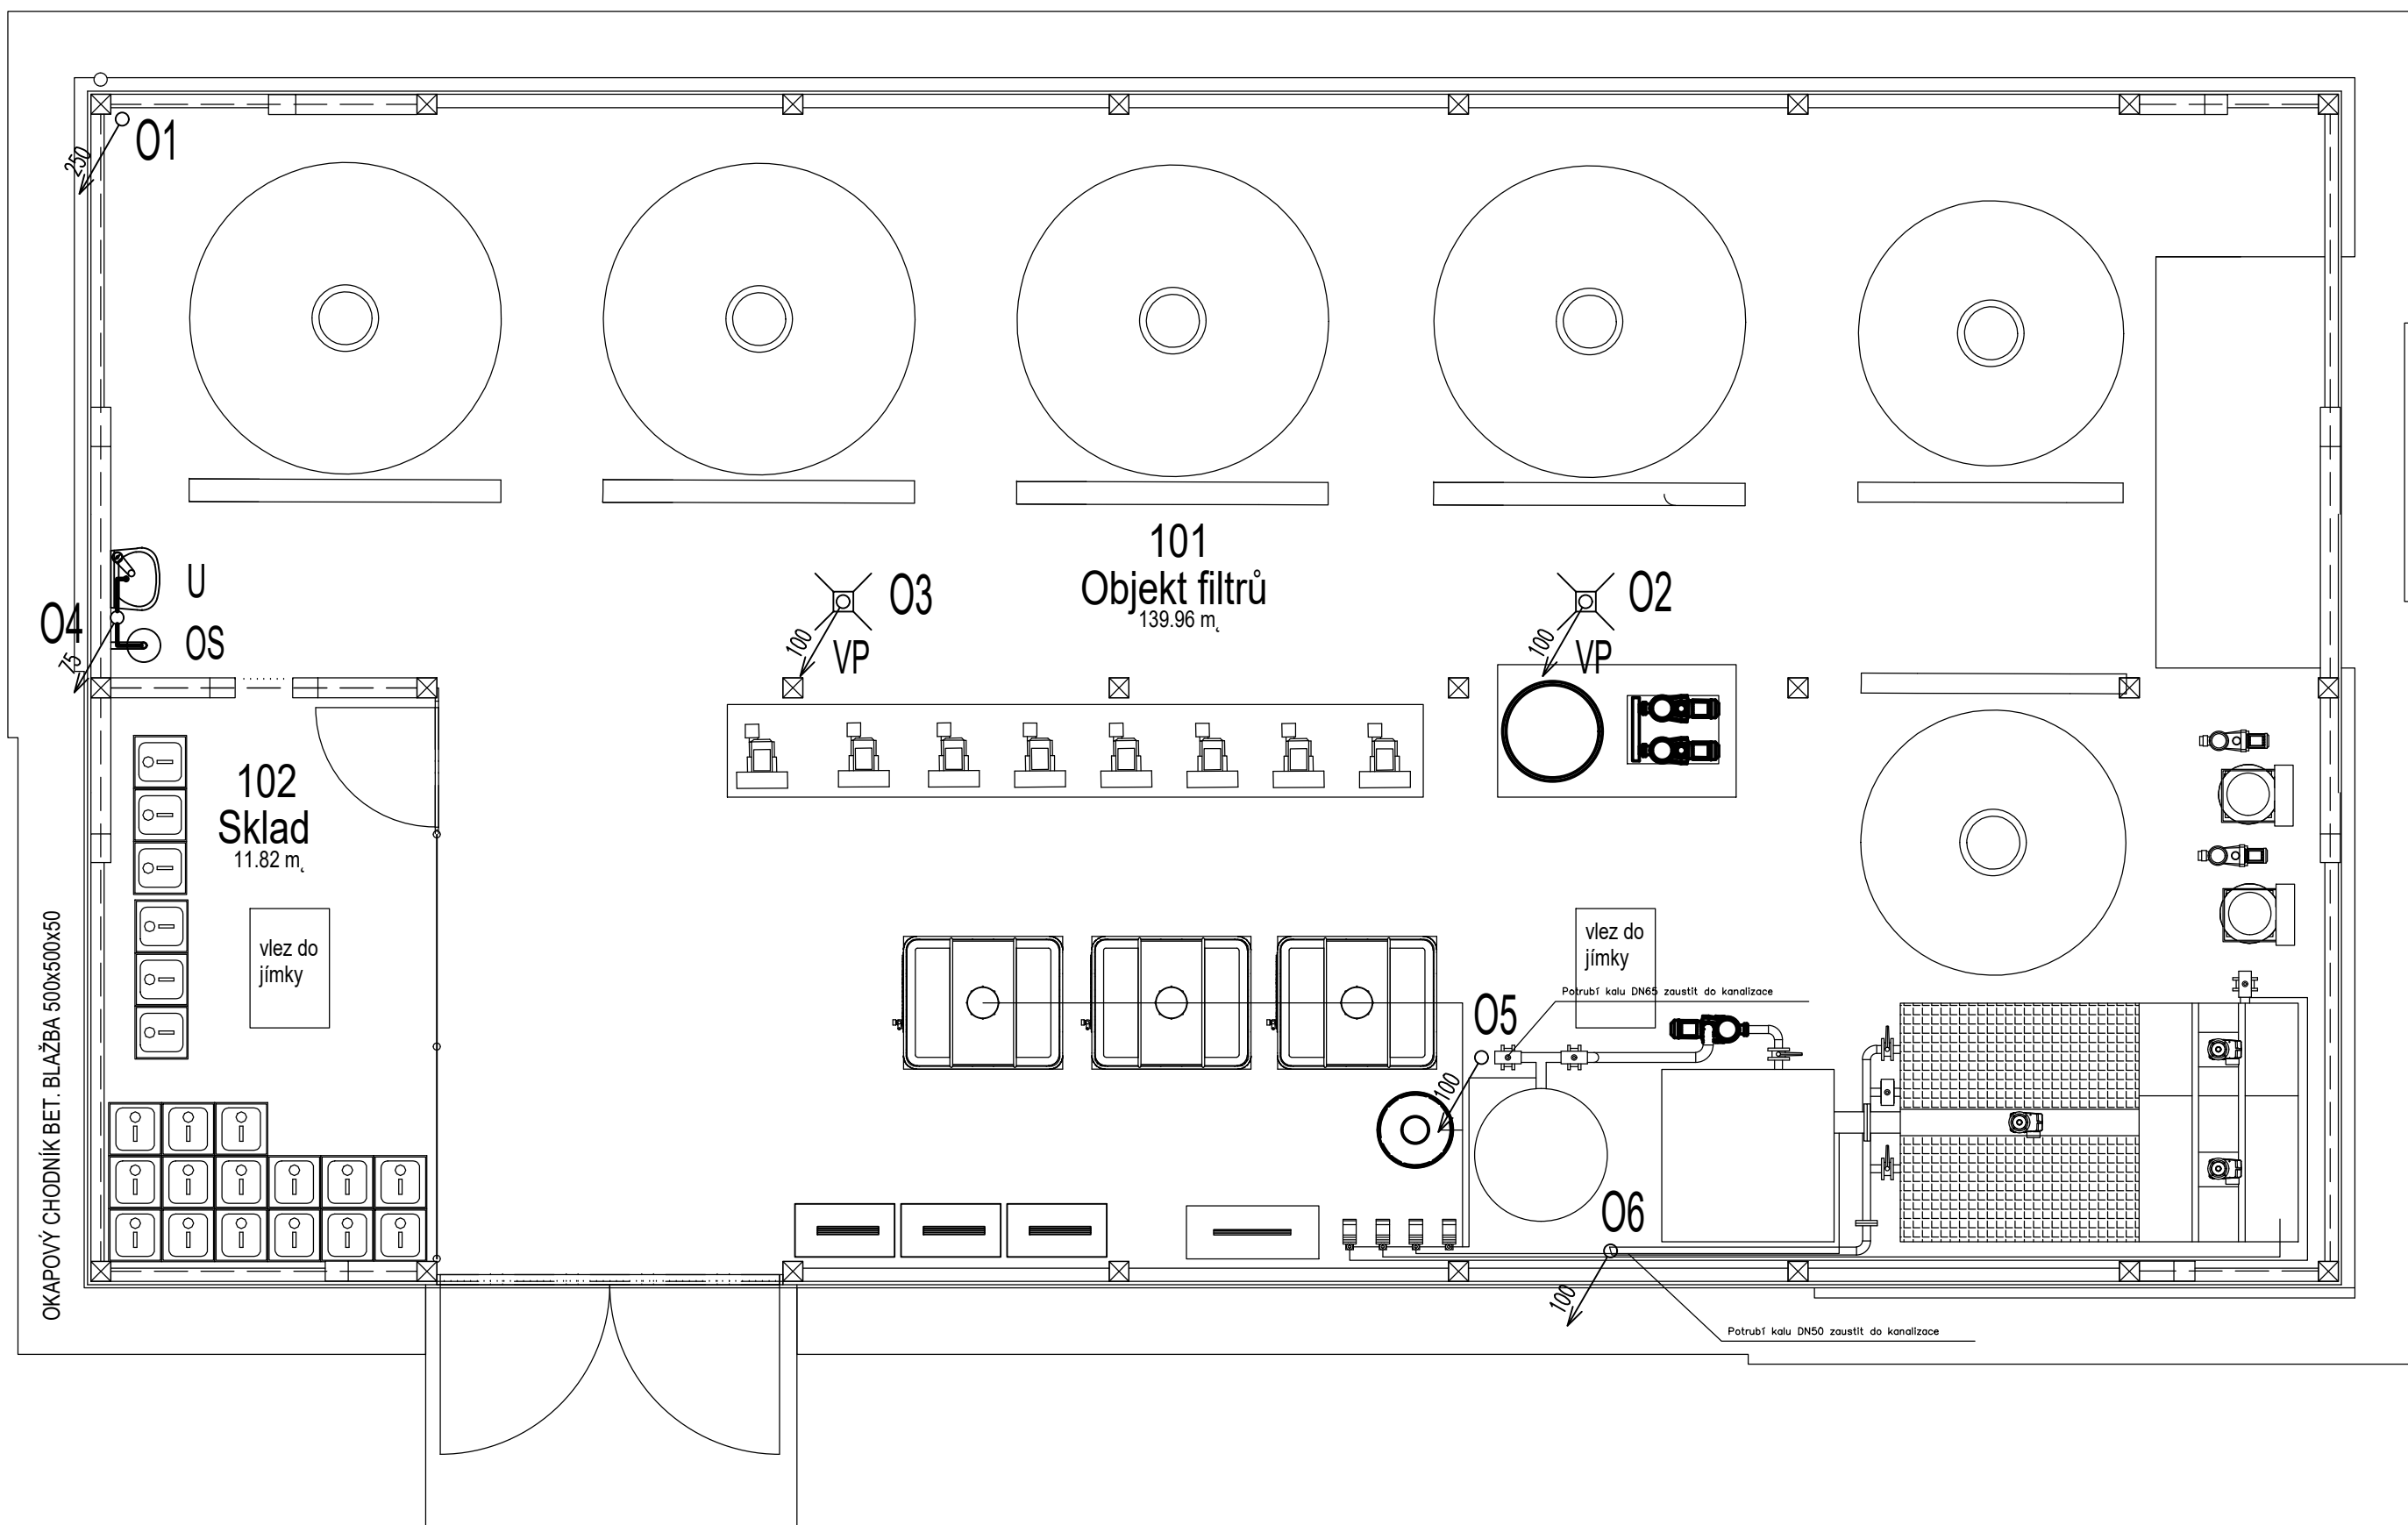 O1
250
101
Objekt filtrů
139.96 m²
U
O3
O2
O4
OS
100
VP
100
VP
75
102
Sklad
11.82 m²
vlez do
jímky
vlez do
jímky
OKAPOVÝ CHODNÍK BET. BLAŽBA 500x500x50
Potrubí kalu DN65 zaustit do kanalizace
O5
100
O6
100
Potrubí kalu DN50 zaustit do kanalizace